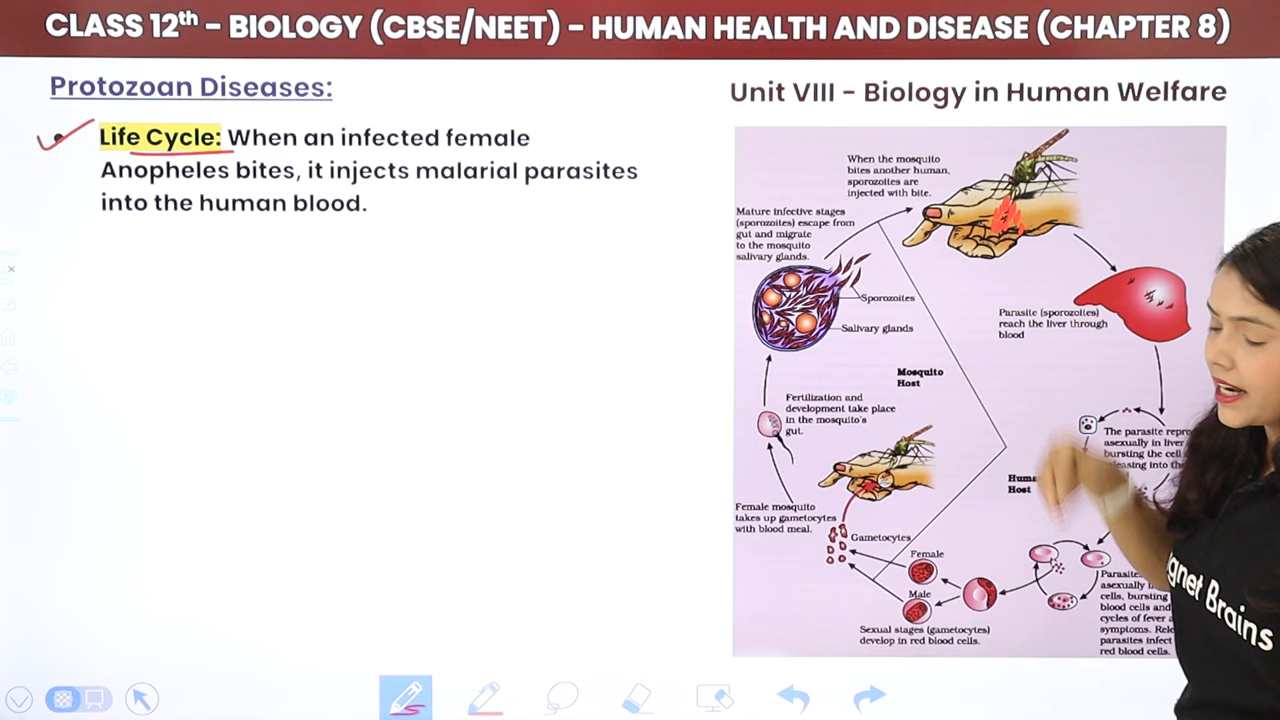 CLASS 12th – BIOLOGY (CBSE/NEET) – HUMAN HEALTH AND DISEASE (CHAPTER 8)
Protozoan Diseases:
Life Cycle: When an infected female
Anopheles bites, it injects malarial parasites
into the human blood.
Unit VIII – Biology in Human Welfare
When the mosquito
bites another human,
sporozoites are
injected with bite.
Mature infective stages
(sporozoites) escape from
gut and migrate
to the mosquito
salivary glands.
Sporozoites
Salivary glands
Parasite (sporozoites)
reach the liver through
blood
Mosquito
Host
Fertilization and
development take place
in the mosquito's
gut.
The parasite repro
asexually in liver
bursting the cell
leasing into the
Huma
Host
Female mosquito
takes up gametocytes
with blood meal.
Gametocytes
Female
Male
Sexual stages (gametocytes)
develop in red blood cells.
Parasite
asexually i
cells, bursting
blood cells and
cycles of fever a
symptoms. Rele
parasites infect
red blood cells.
gnet Brains